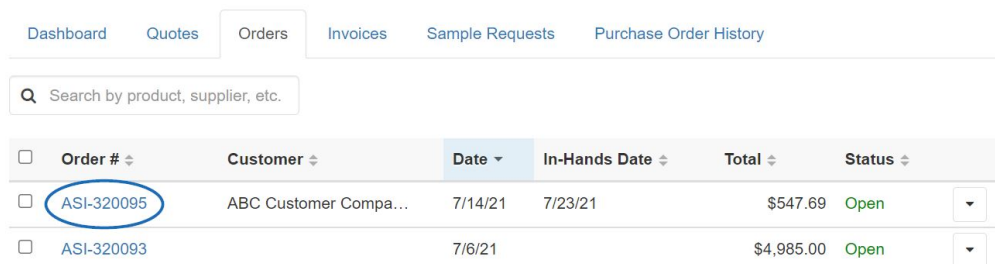 Dashboard Quotes Orders Invoices Sample Requests Purchase Order History
Search by product, supplier, etc.
Order # Customer Date In-Hands Date Total Status
ASI-320095 ABC Customer Compa... 7/14/21 7/23/21 $547.69 Open
ASI-320093 7/6/21 $4,985.00 Open